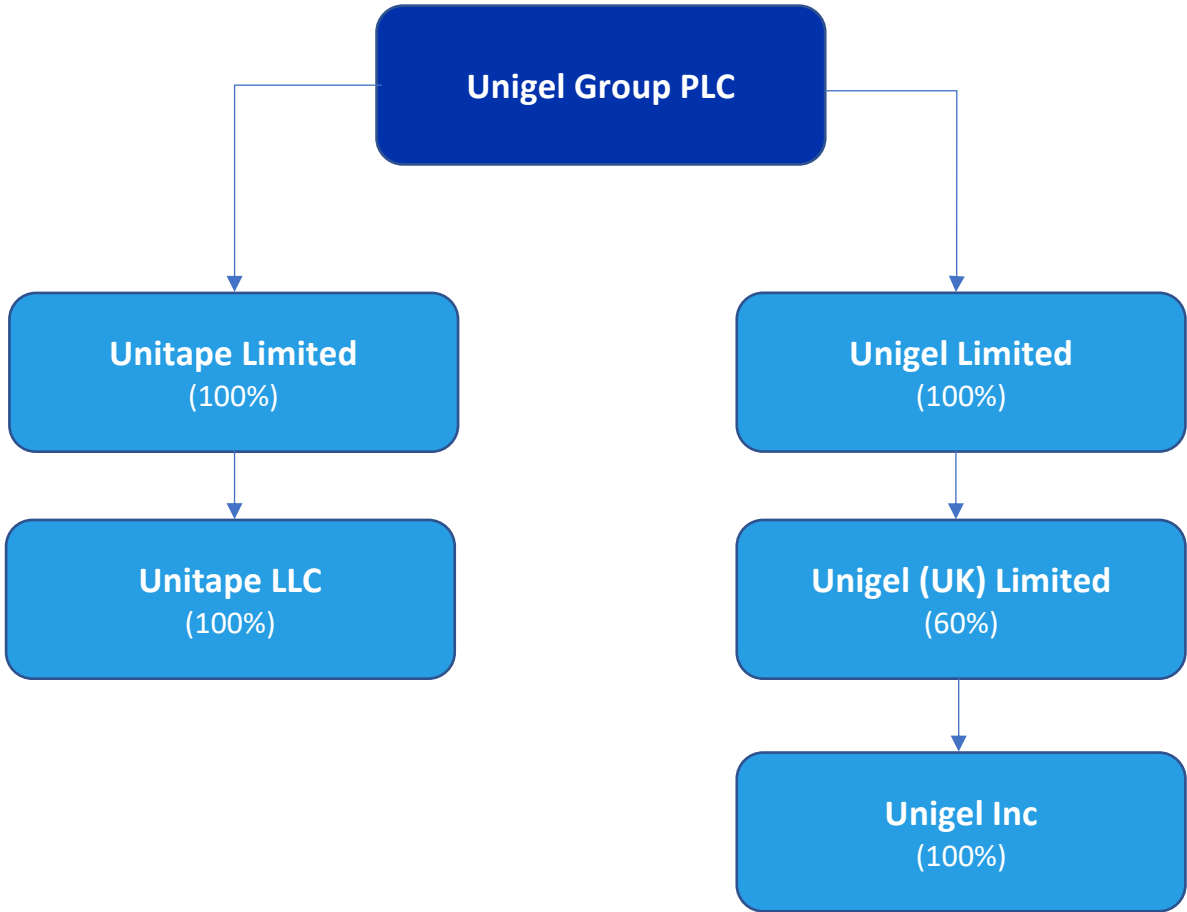 Unigel Group PLC
Unitape Limited
(100%)
Unigel Limited
(100%)
Unitape LLC
(100%)
Unigel (UK) Limited
(60%)
Unigel Inc
(100%)